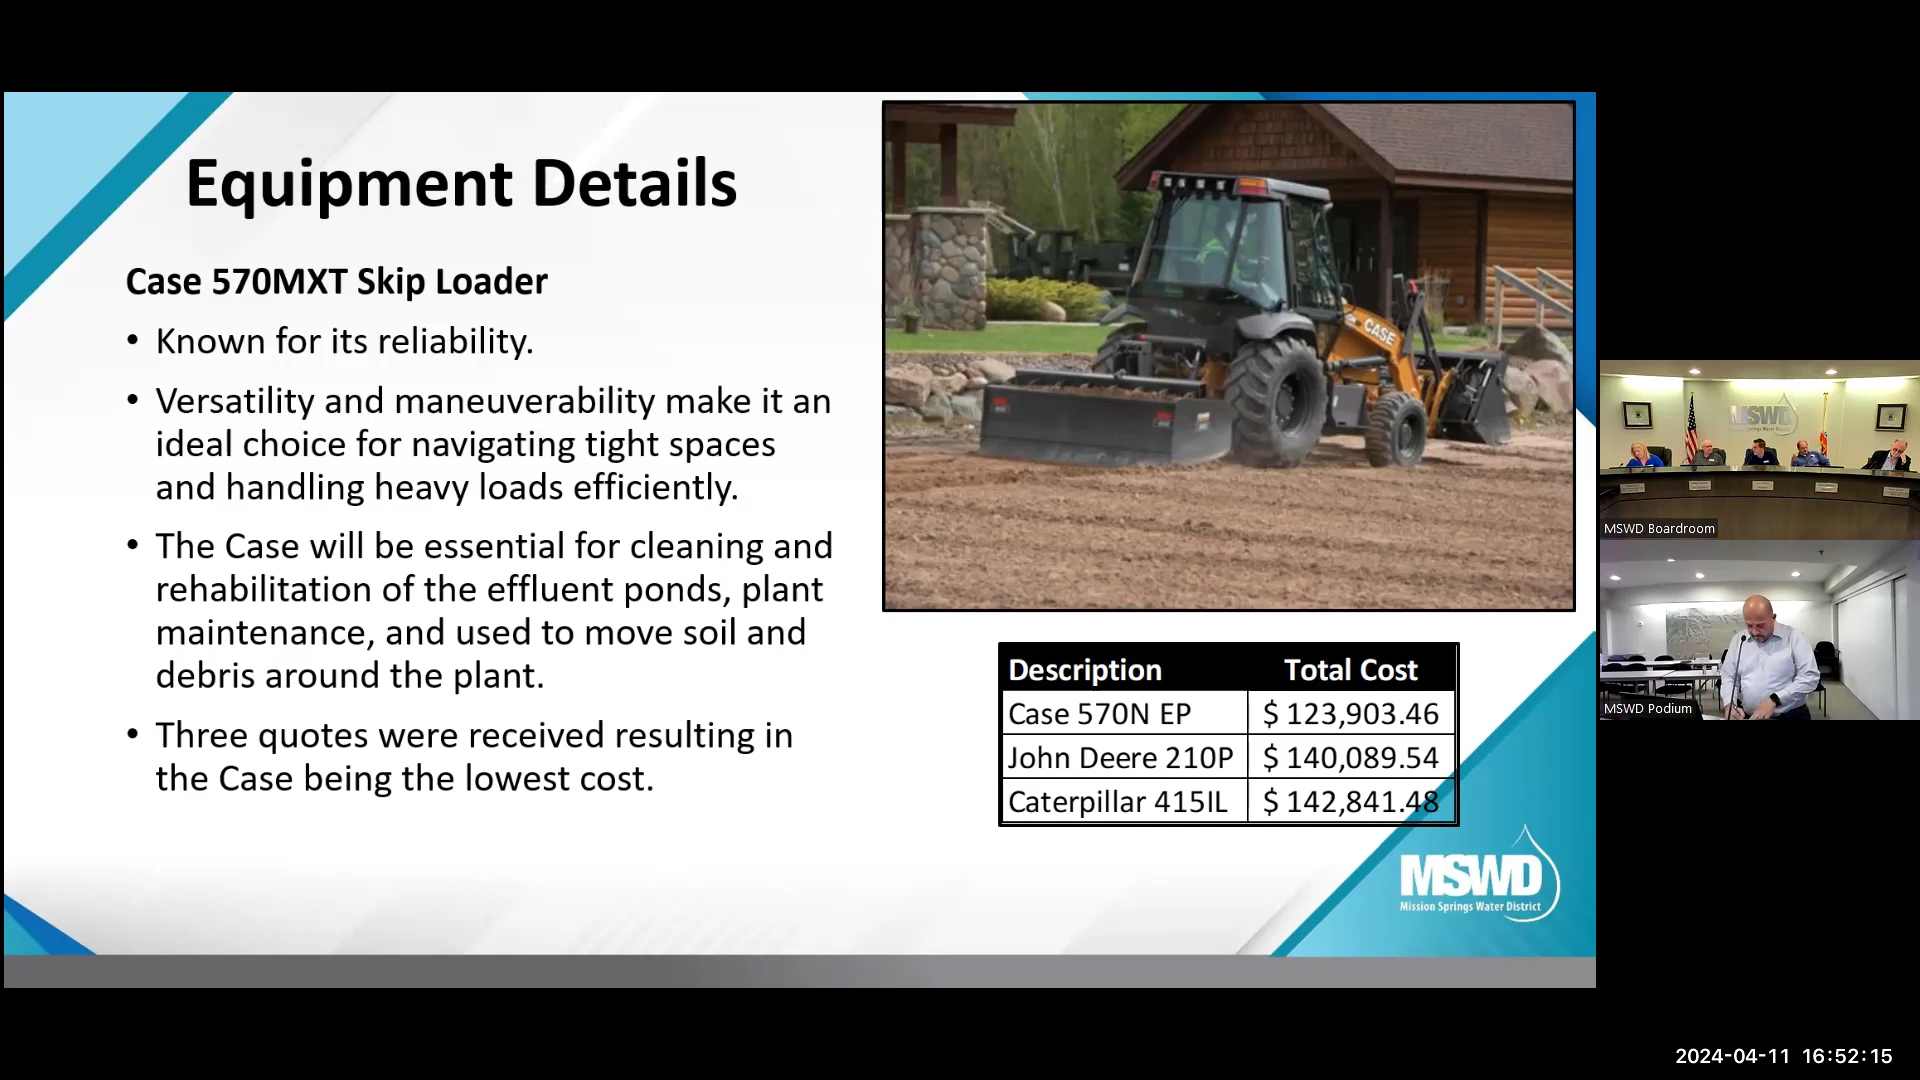 Equipment Details
Case 570MXT Skip Loader
• Known for its reliability.
• Versatility and maneuverability make it an
ideal choice for navigating tight spaces
and handling heavy loads efficiently.
• The Case will be essential for cleaning and
rehabilitation of the effluent ponds, plant
maintenance, and used to move soil and
debris around the plant.
• Three quotes were received resulting in
the Case being the lowest cost.
CASE
Description Total Cost
Case 570N EP $ 123,903.46
John Deere 210P $ 140,089.54
Caterpillar 415IL $ 142,841.48
MSWD
Mission Springs Water District
MSWD
MSWD Boardroom
MSWD Podium
2024-04-11 16:52:15